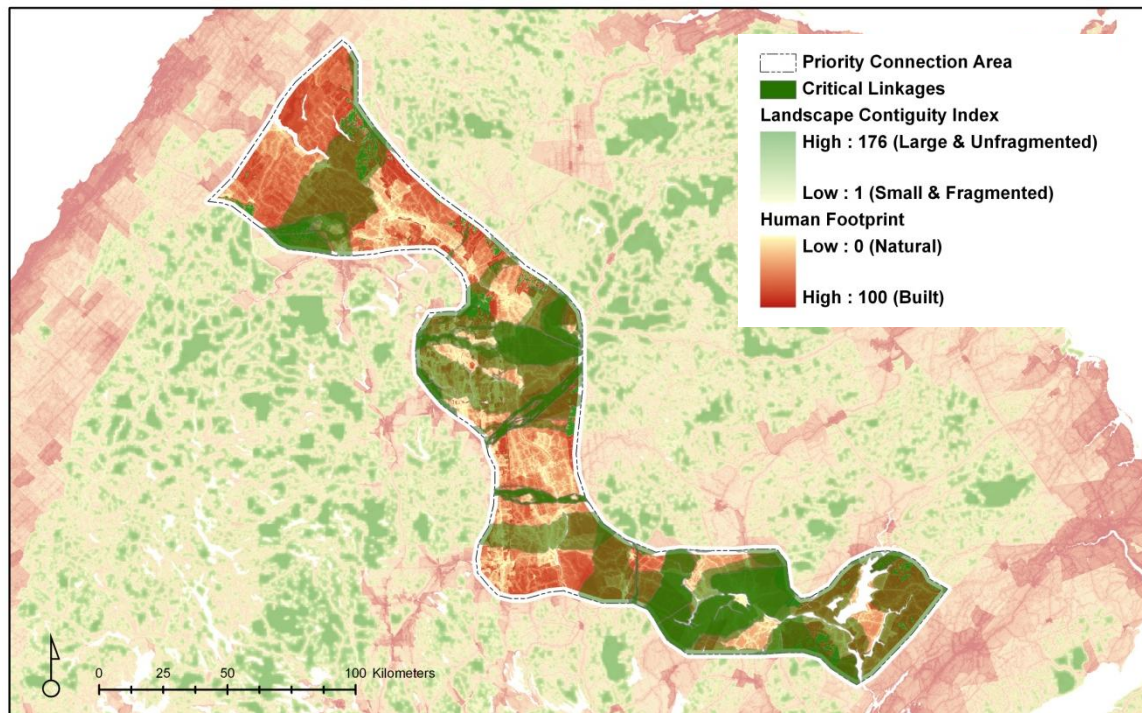 Priority Connection Area
Critical Linkages
Landscape Contiguity Index
High : 176 (Large & Unfragmented)
Low : 1 (Small & Fragmented)
Human Footprint
Low : 0 (Natural)
High : 100 (Built)
0 25 50 100 Kilometers